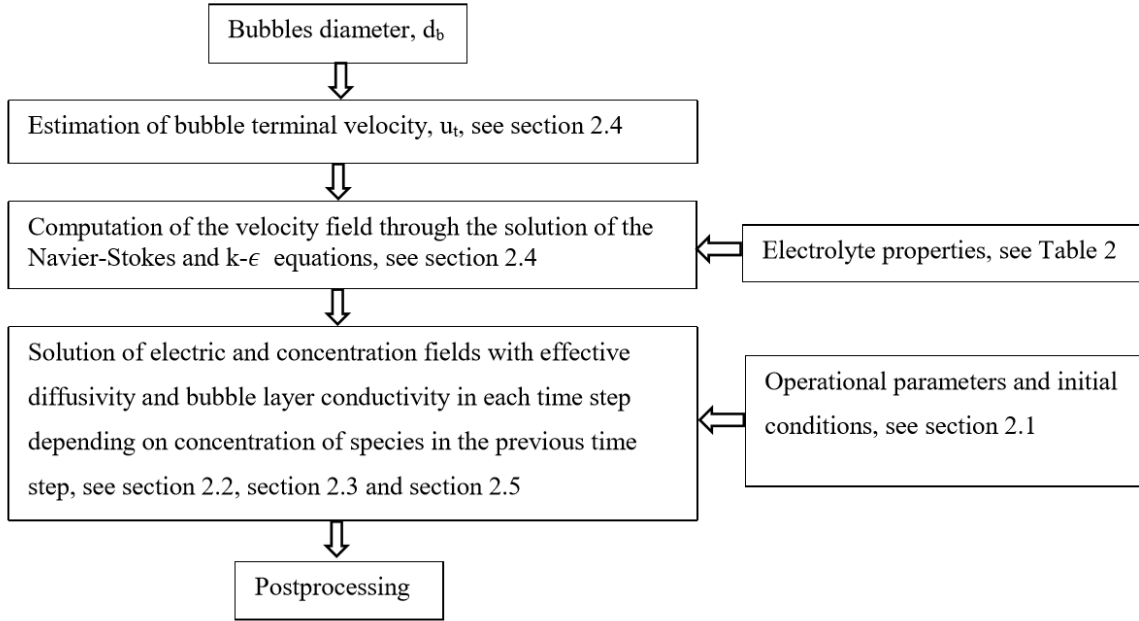 Bubbles diameter, d_b
Estimation of bubble terminal velocity, u_t, see section 2.4
Computation of the velocity field through the solution of the
Navier-Stokes and k-ϵ equations, see section 2.4
Electrolyte properties, see Table 2
Solution of electric and concentration fields with effective
diffusivity and bubble layer conductivity in each time step
depending on concentration of species in the previous time
step, see section 2.2, section 2.3 and section 2.5
Operational parameters and initial
conditions, see section 2.1
Postprocessing